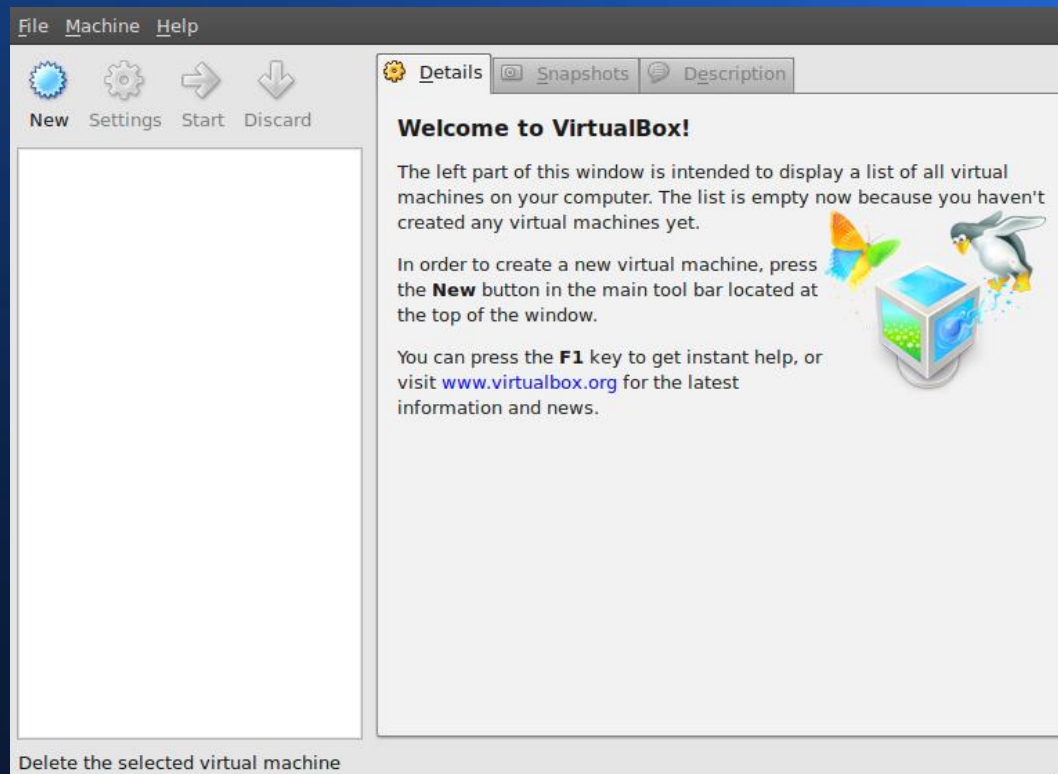 File Machine Help
New Settings Start Discard
Details Snapshots Description
Welcome to VirtualBox!
The left part of this window is intended to display a list of all virtual
machines on your computer. The list is empty now because you haven't
created any virtual machines yet.
In order to create a new virtual machine, press
the New button in the main tool bar located at
the top of the window.
You can press the F1 key to get instant help, or
visit www.virtualbox.org for the latest
information and news.
Delete the selected virtual machine